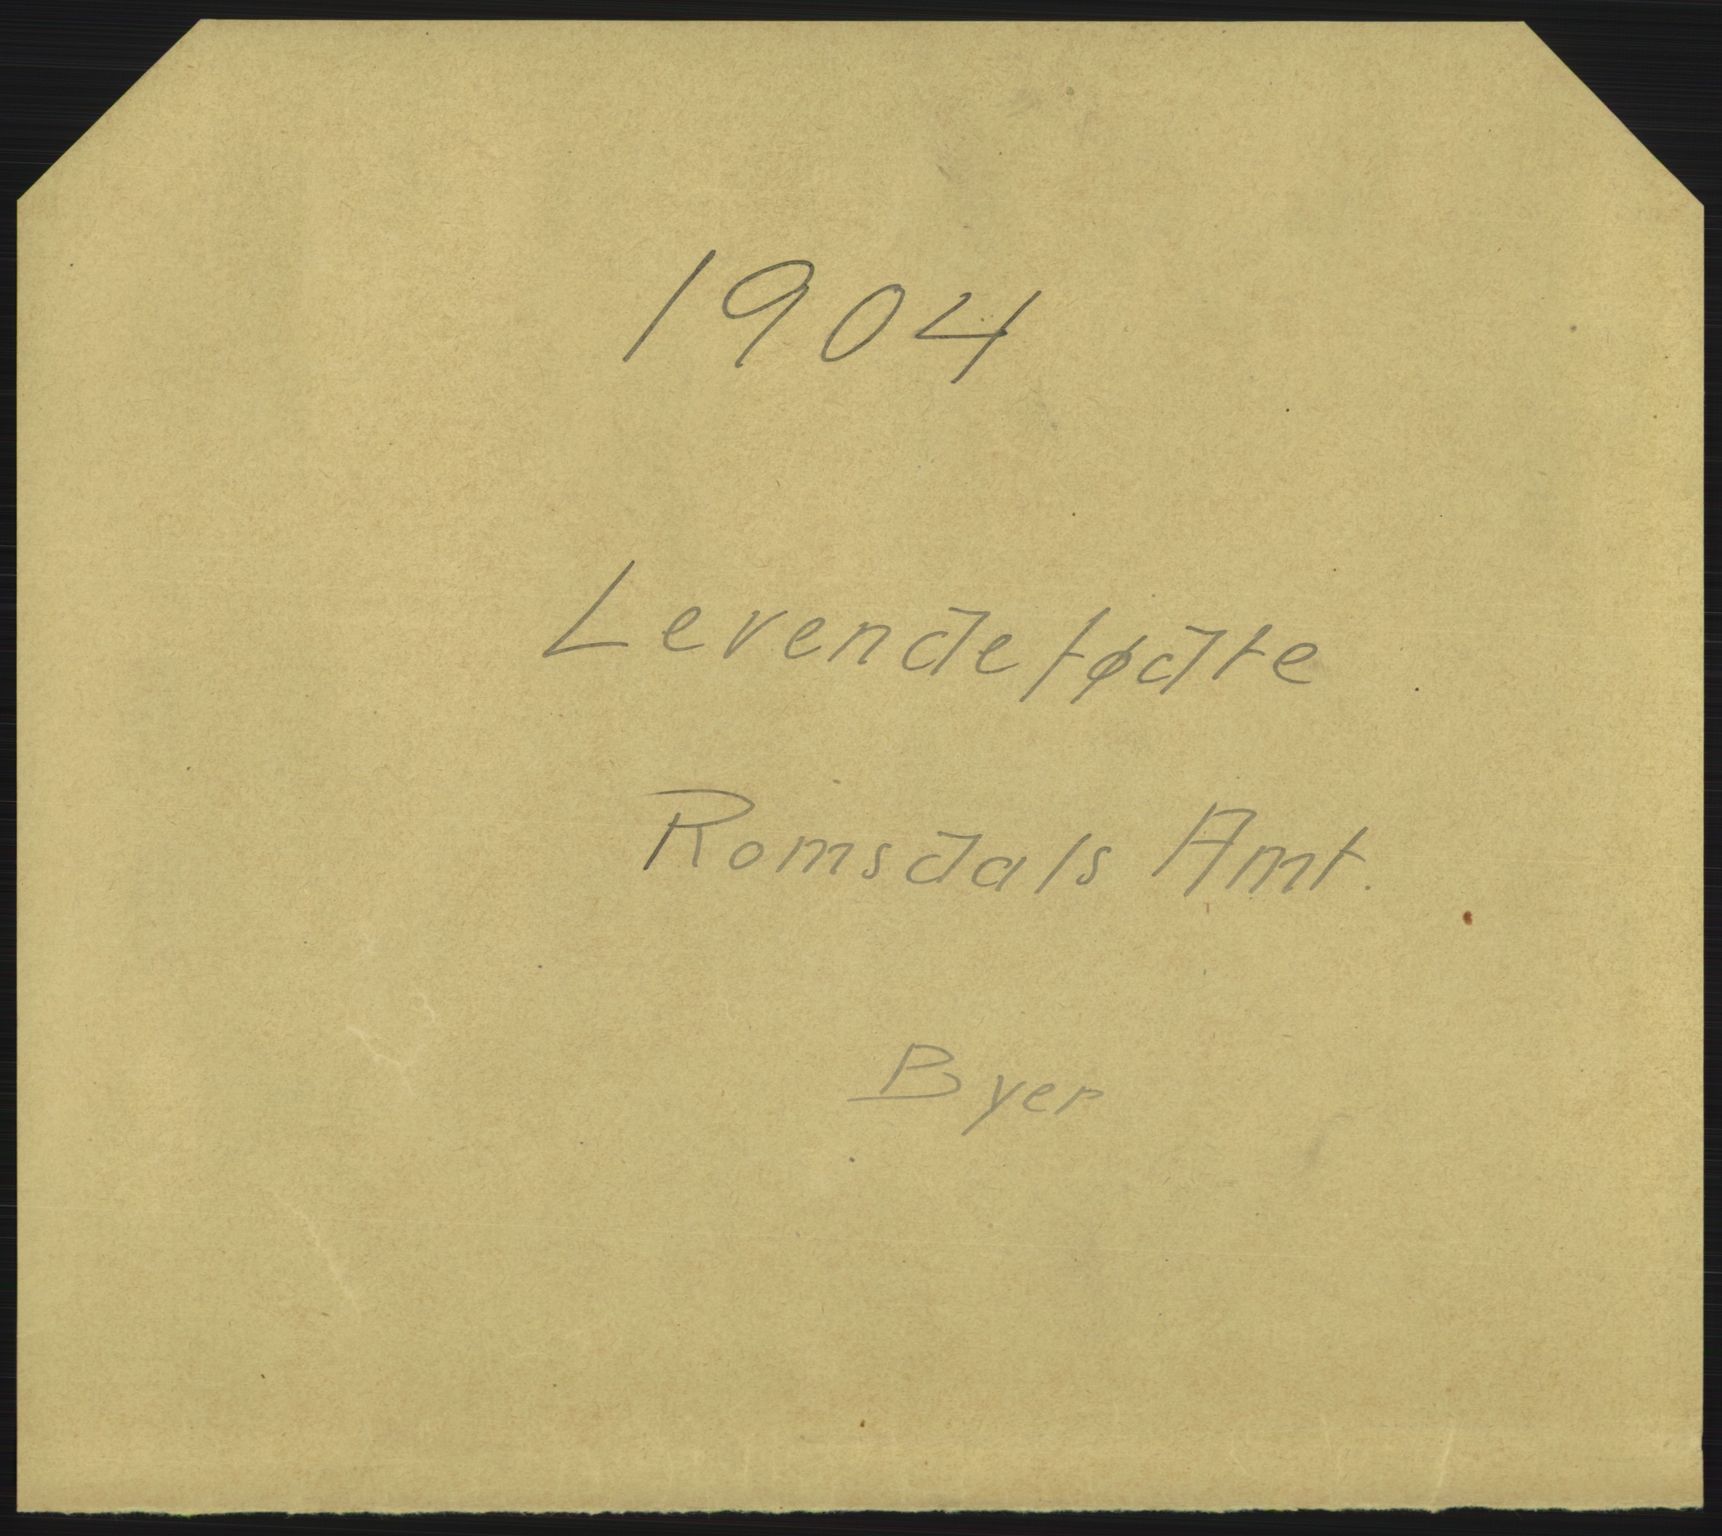 1904
Levendefødte
Romsdals Amt.
Byer